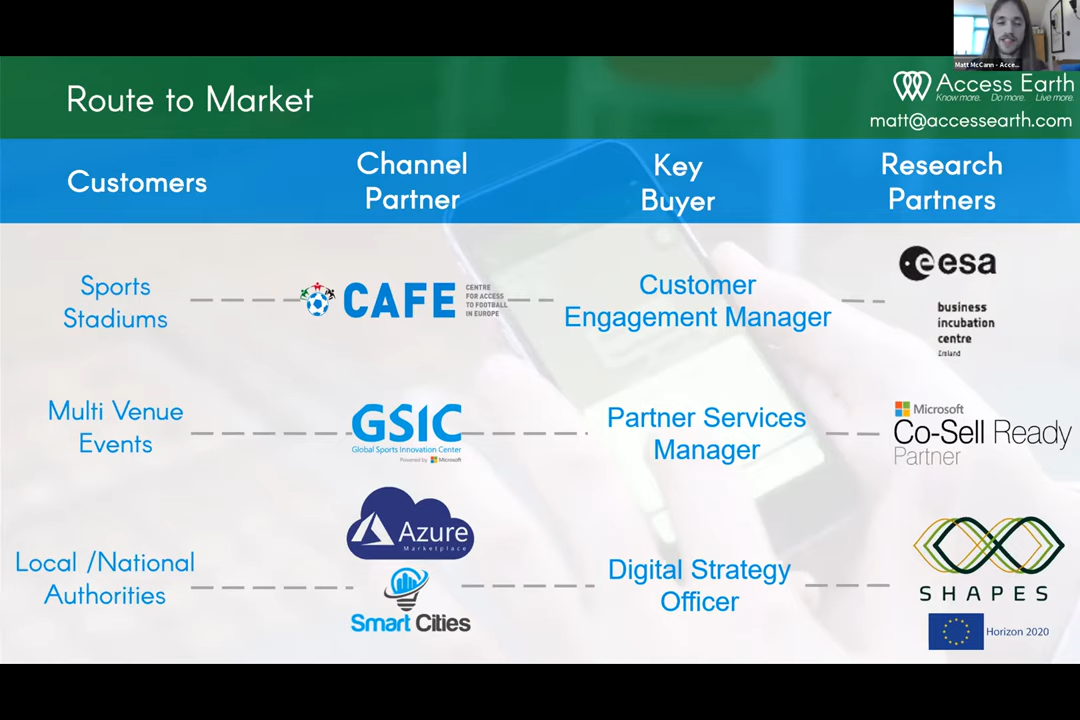 Matt McCann - Acce...
Route to Market
Access Earth
Know more. Do more. Live more.
matt@accessearth.com
Customers
Channel
Partner
Key
Buyer
Research
Partners
Sports
Stadiums
CAFE
CENTRE
FOR ACCESS
TO FOOTBALL
IN EUROPE
Customer
Engagement Manager
esa
business
incubation
centre
Ireland
Multi Venue
Events
GSIC
Global Sports Innovation Center
Powered by Microsoft
Partner Services
Manager
Microsoft
Co-Sell Ready
Partner
Local /National
Authorities
Azure
Marketplace
Smart Cities
Digital Strategy
Officer
SHAPES
Horizon 2020